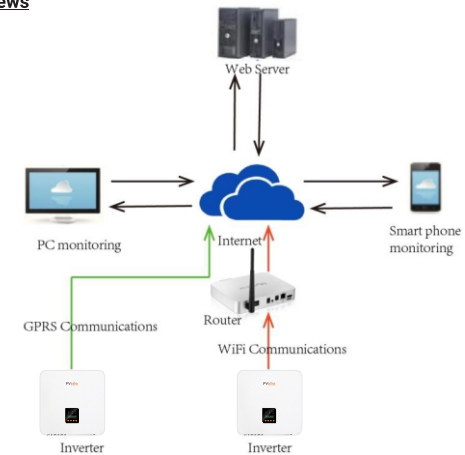 ews
Web Server
PC monitoring
Internet
Smart phone
monitoring
Router
GPRS Communications
WiFi Communications
Inverter
Inverter